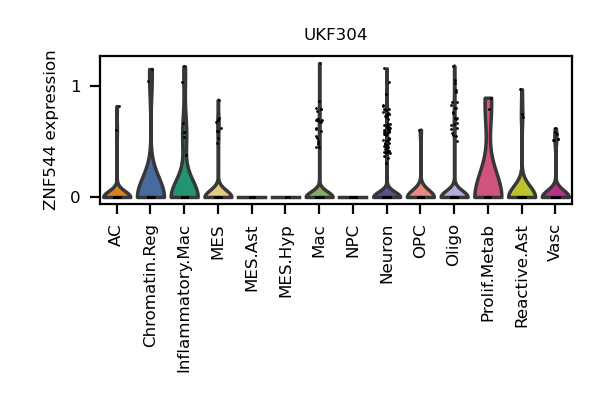 UKF304
ZNF544 expression
1
0
AC
Chromatin.Reg
Inflammatory.Mac
MES
MES.Ast
MES.Hyp
Mac
NPC
Neuron
OPC
Oligo
Prolif.Metab
Reactive.Ast
Vasc